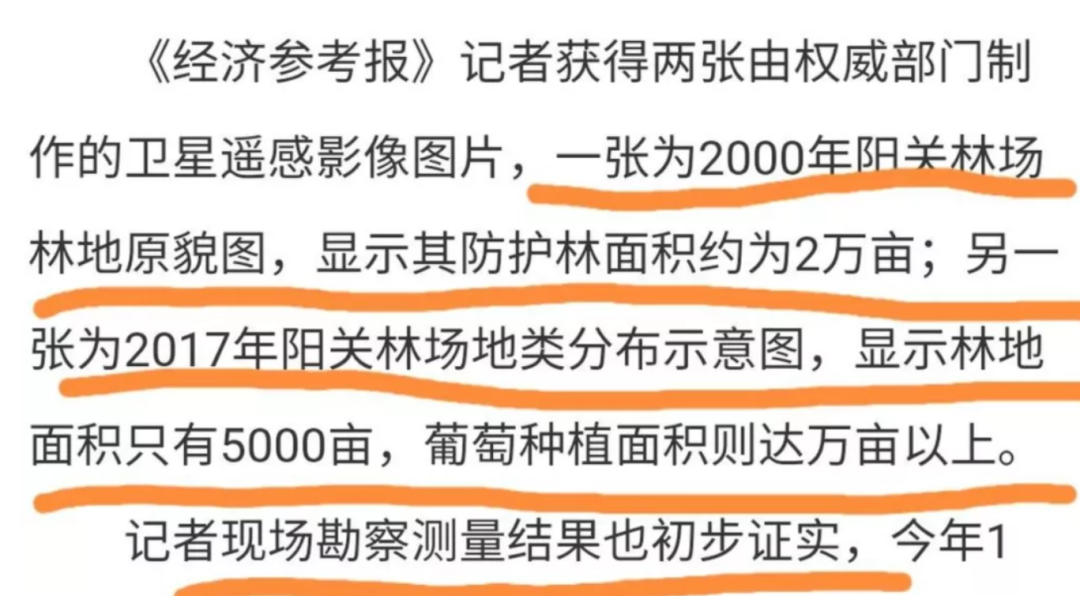 《经济参考报》记者获得两张由权威部门制
作的卫星遥感影像图片，一张为2000年阳关林场
林地原貌图，显示其防护林面积约为2万亩；另一
张为2017年阳关林场地类分布示意图，显示林地
面积只有5000亩，葡萄种植面积则达万亩以上。
记者现场勘察测量结果也初步证实，今年1